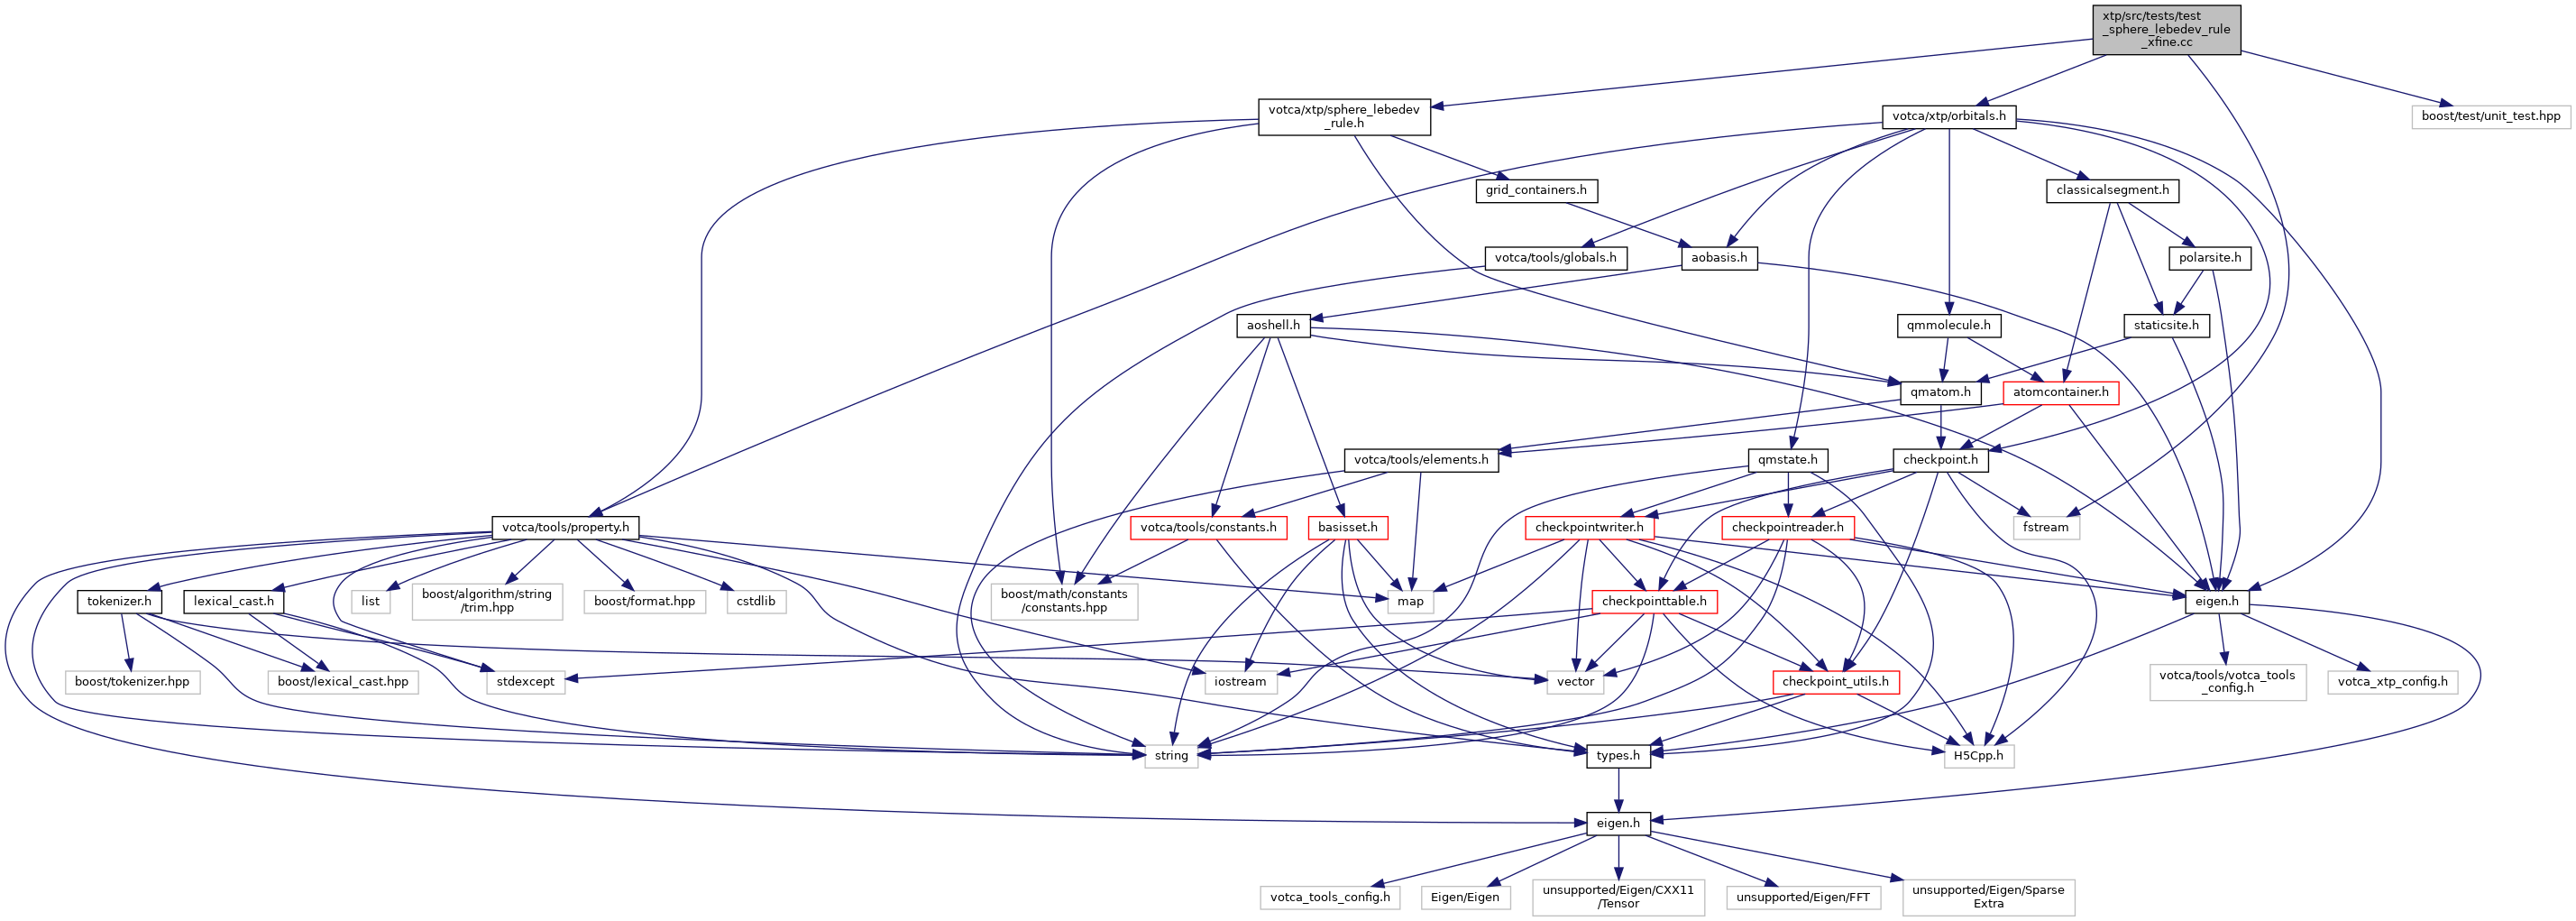 xtp/src/tests/test
_sphere_lebedev_rule
_xfine.cc
votca/xtp/sphere_lebedev
_rule.h
votca/xtp/orbitals.h
boost/test/unit_test.hpp
grid_containers.h
classicalsegment.h
votca/tools/globals.h
aobasis.h
polarsite.h
aoshell.h
qmmolecule.h
staticsite.h
qmatom.h
atomcontainer.h
votca/tools/elements.h
qmstate.h
checkpoint.h
votca/tools/property.h
votca/tools/constants.h
basisset.h
checkpointwriter.h
checkpointreader.h
fstream
tokenizer.h
lexical_cast.h
list
boost/algorithm/string
/trim.hpp
boost/format.hpp
cstdlib
boost/math/constants
/constants.hpp
map
checkpointtable.h
eigen.h
boost/tokenizer.hpp
boost/lexical_cast.hpp
stdexcept
iostream
vector
checkpoint_utils.h
votca/tools/votca_tools
_config.h
votca_xtp_config.h
string
types.h
H5Cpp.h
eigen.h
votca_tools_config.h
Eigen/Eigen
unsupported/Eigen/CXX11
/Tensor
unsupported/Eigen/FFT
unsupported/Eigen/Sparse
Extra